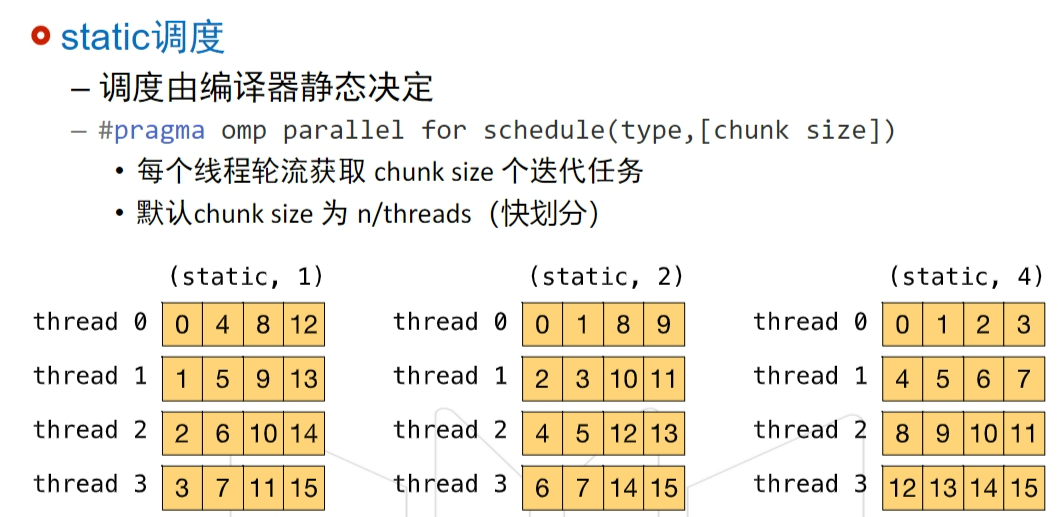 static调度
– 调度由编译器静态决定
– #pragma omp parallel for schedule(type,[chunk size])
• 每个线程轮流获取 chunk size 个迭代任务
• 默认chunk size 为 n/threads（快划分）
(static, 1) (static, 2) (static, 4)
thread 0 0 4 8 12 thread 0 0 1 8 9 thread 0 0 1 2 3
thread 1 1 5 9 13 thread 1 2 3 10 11 thread 1 4 5 6 7
thread 2 2 6 10 14 thread 2 4 5 12 13 thread 2 8 9 10 11
thread 3 3 7 11 15 thread 3 6 7 14 15 thread 3 12 13 14 15